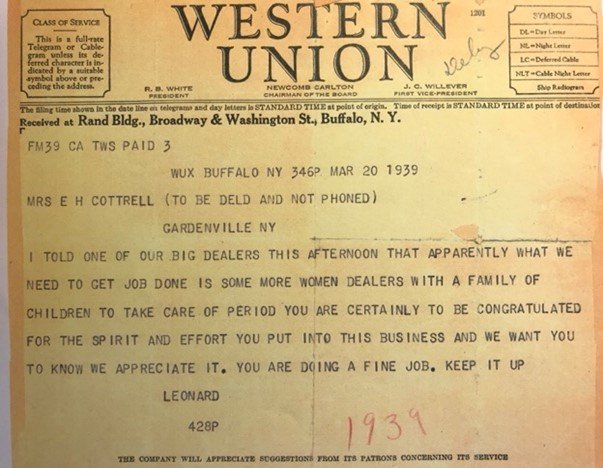 CLASS OF SERVICE
This is a full-rate
Telegram or Cable-
gram unless its de-
ferred character is in-
dicated by a suitable
symbol above or pre-
ceding the address.
WESTERN
UNION
1201
R. B. WHITE
PRESIDENT
NEWCOMB CARLTON
CHAIRMAN OF THE BOARD
J. C. WILLEVER
FIRST VICE-PRESIDENT
SYMBOLS
DL=Day Letter
NL=Night Letter
LC=Deferred Cable
NLT=Cable Night Letter
Ship Radiogram
The filing time shown in the date line on telegrams and day letters is STANDARD TIME at point of origin. Time of receipt is STANDARD TIME at point of destination
Received at Rand Bldg., Broadway & Washington St., Buffalo, N. Y.
FM39 CA TWS PAID 3
WUX BUFFALO NY 346P MAR 20 1939
MRS E H COTTRELL (TO BE DELD AND NOT PHONED)
GARDENVILLE NY
I TOLD ONE OF OUR BIG DEALERS THIS AFTERNOON THAT APPARENTLY WHAT WE
NEED TO GET JOB DONE IS SOME MORE WOMEN DEALERS WITH A FAMILY OF
CHILDREN TO TAKE CARE OF PERIOD YOU ARE CERTAINLY TO BE CONGRATULATED
FOR THE SPIRIT AND EFFORT YOU PUT INTO THIS BUSINESS AND WE WANT YOU
TO KNOW WE APPRECIATE IT. YOU ARE DOING A FINE JOB. KEEP IT UP
LEONARD
428P
1939
THE COMPANY WILL APPRECIATE SUGGESTIONS FROM ITS PATRONS CONCERNING ITS SERVICE